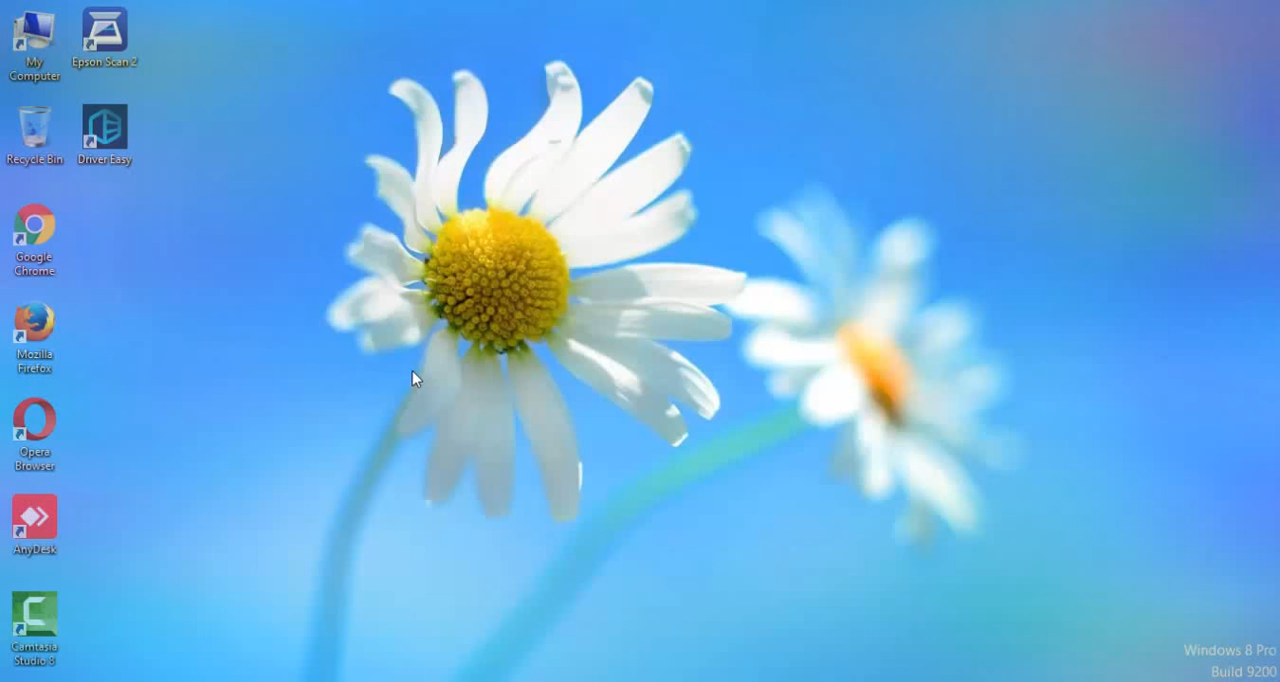 My
Computer
Epson Scan 2
Recycle Bin
Driver Easy
Google
Chrome
Mozilla
Firefox
Opera
Browser
AnyDesk
Camtasia
Studio 8
Windows 8 Pro
Build 9200